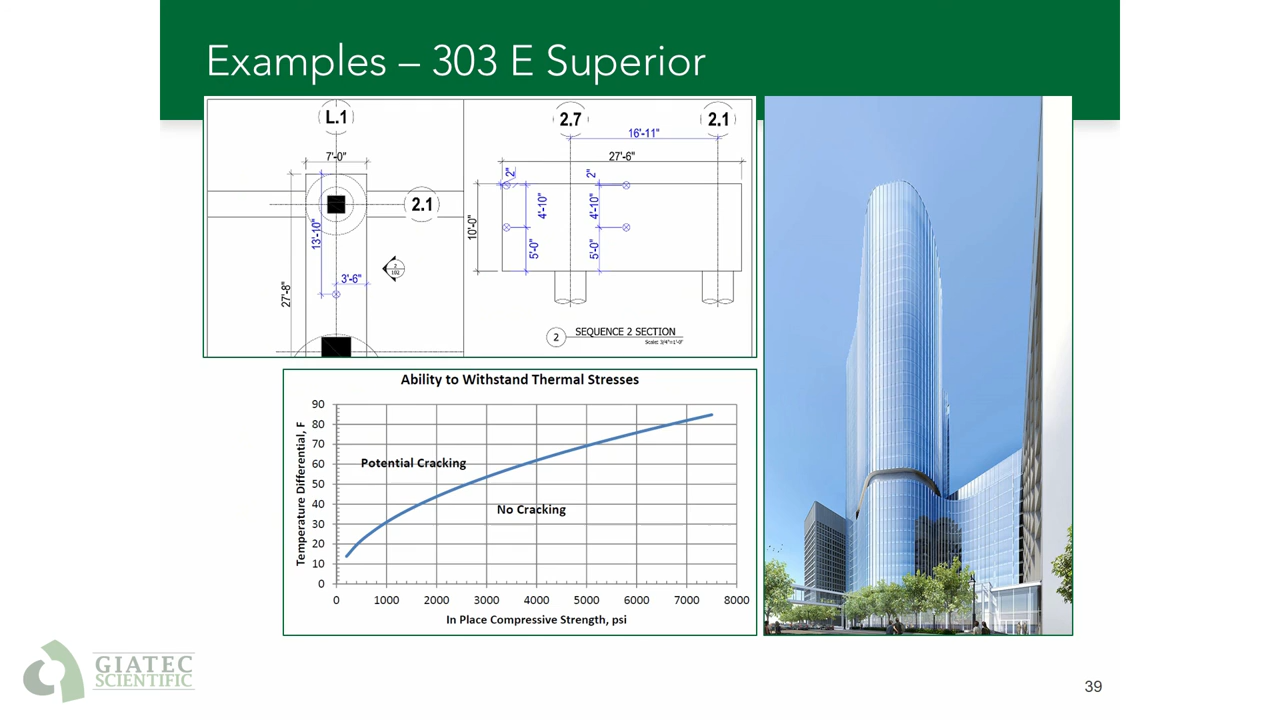 Examples – 303 E Superior
L.1
7'-0"
2.1
13'-10"
3'-6"
27'-8"
2
192
2.7
2.1
16'-11"
27'-6"
2"
2"
4'-10"
4'-10"
10'-0"
5'-0"
5'-0"
2
SEQUENCE 2 SECTION
Scale: 3/4"=1'-0"
Ability to Withstand Thermal Stresses
Temperature Differential, F
90
80
70
60
50
40
30
20
10
0
Potential Cracking
No Cracking
0 1000 2000 3000 4000 5000 6000 7000 8000
In Place Compressive Strength, psi
GIATEC
SCIENTIFIC
39